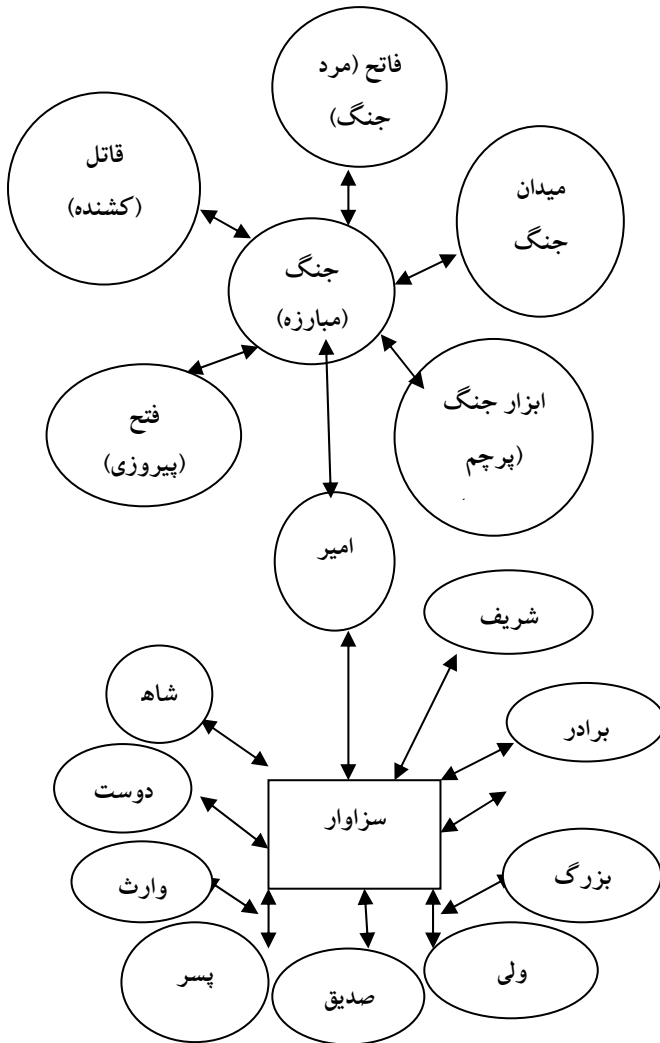 فاتح (مرد
جنگ)
قاتل
(کشنده)
میدان
جنگ
جنگ
(مبارزه)
ابزار جنگ
(پرچم
فتح
(پیروزی)
امیر
شریف
شاه
برادر
دوست
سزاوار
وارث
بزرگ
پسر
صدیق
ولی